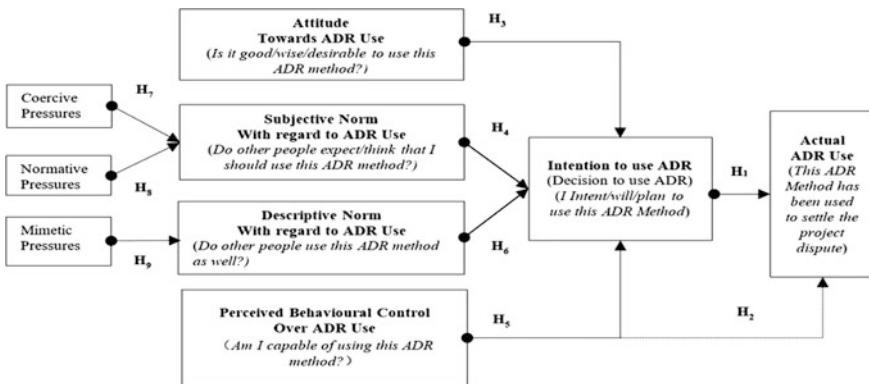 Attitude
Towards ADR Use
(Is it good/wise/desirable to use this
ADR method?)
H3
Coercive
Pressures
H7
Subjective Norm
With regard to ADR Use
(Do other people expect/think that I
should use this ADR method?)
H4
Normative
Pressures
H8
Mimetic
Pressures
H9
Descriptive Norm
With regard to ADR Use
(Do other people use this ADR method
as well?)
H6
Perceived Behavioural Control
Over ADR Use
(Am I capable of using this ADR
method?)
H5
Intention to use ADR
(Decision to use ADR)
(I Intent/will/plan to
use this ADR Method)
H1
H2
Actual
ADR Use
(This ADR
Method has
been used
to settle the
project
dispute)